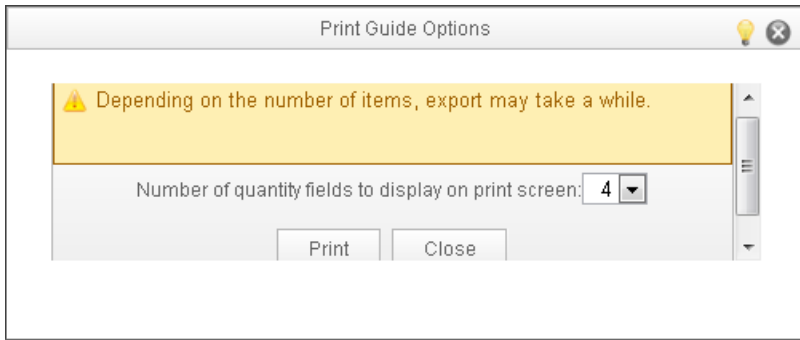 Print Guide Options
Depending on the number of items, export may take a while.
Number of quantity fields to display on print screen: 4
Print Close